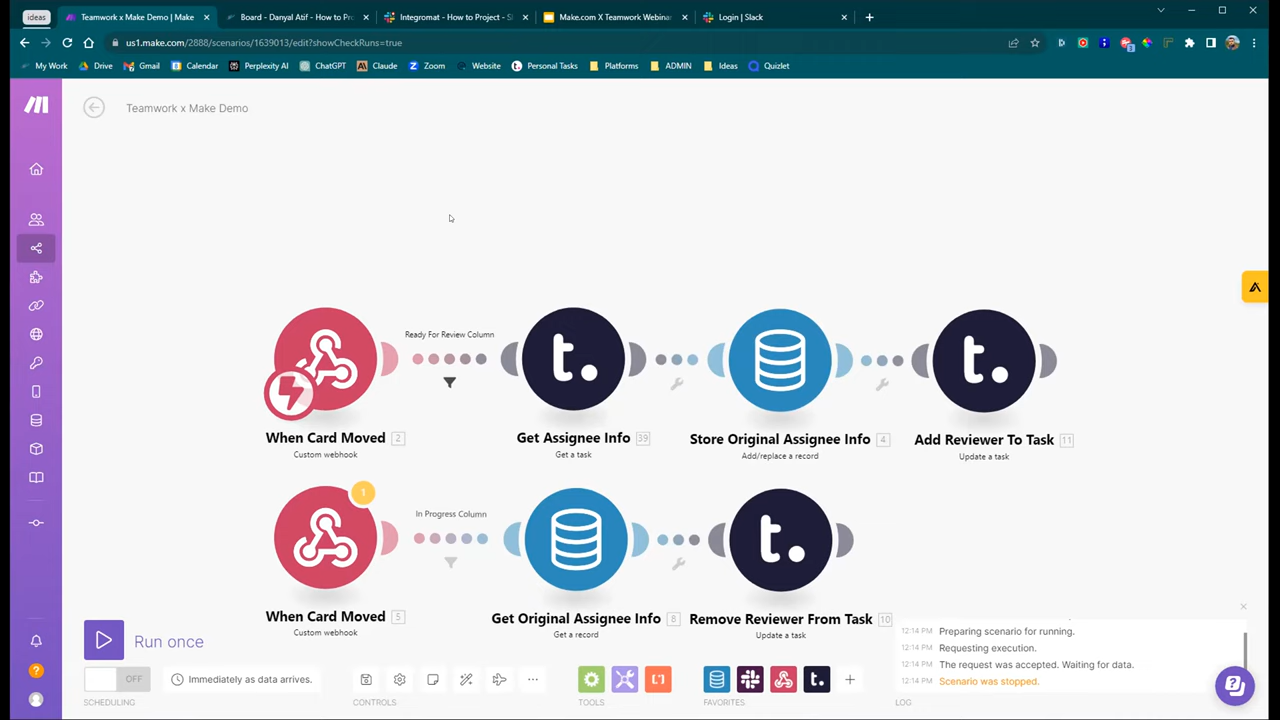 ideas
Teamwork x Make Demo | Make
Board - Danyal Atif - How to Pro
Integromat - How to Project - Sl
Make.com X Teamwork Webinar
Login | Slack
us1.make.com/2888/scenarios/1639013/edit?showCheckRuns=true
My Work
Drive
Gmail
Calendar
Perplexity AI
ChatGPT
Claude
Zoom
Website
Personal Tasks
Platforms
ADMIN
Ideas
Quizlet
Teamwork x Make Demo
Ready For Review Column
t.
t.
When Card Moved 2
Custom webhook
Get Assignee Info 39
Get a task
Store Original Assignee Info 4
Add/replace a record
Add Reviewer To Task 11
Update a task
1
In Progress Column
t.
When Card Moved 5
Custom webhook
Get Original Assignee Info 8
Get a record
Remove Reviewer From Task 10
Update a task
Run once
OFF
Immediately as data arrives.
SCHEDULING
CONTROLS
TOOLS
FAVORITES
LOG
12:14 PM Preparing scenario for running.
12:14 PM Requesting execution.
12:14 PM The request was accepted. Waiting for data.
12:14 PM Scenario was stopped.